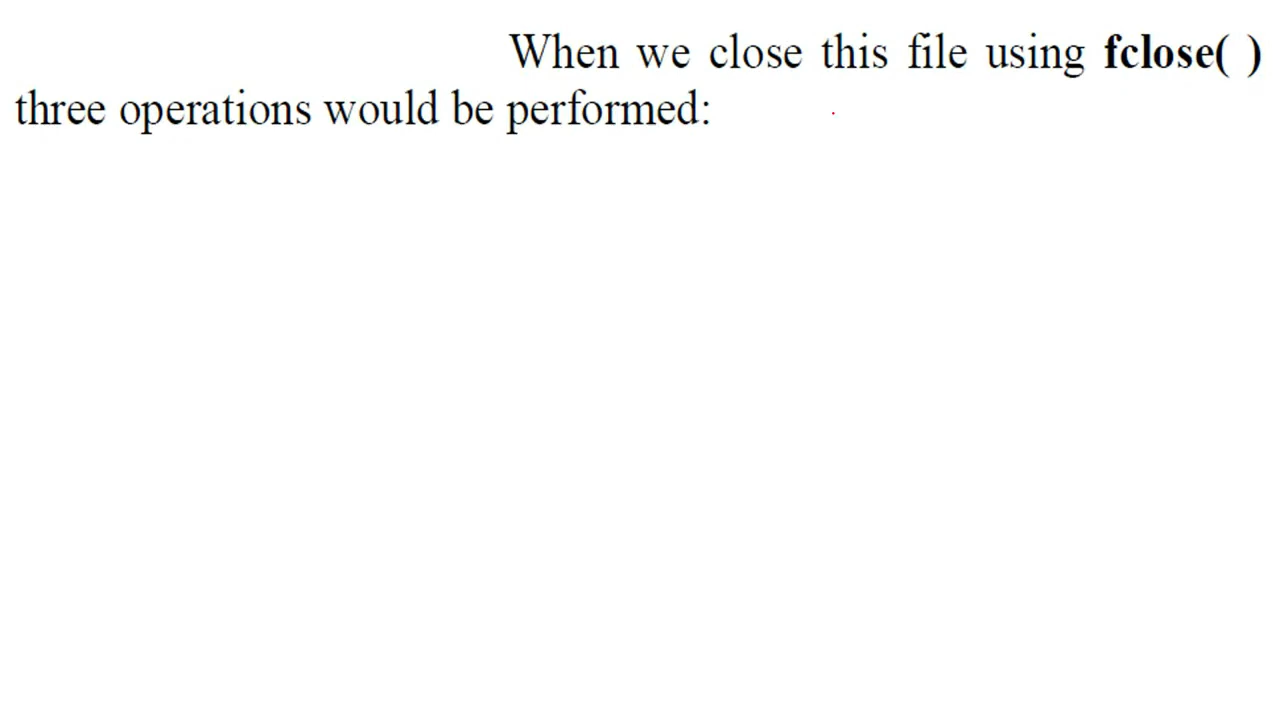 When we close this file using fclose( )
three operations would be performed: